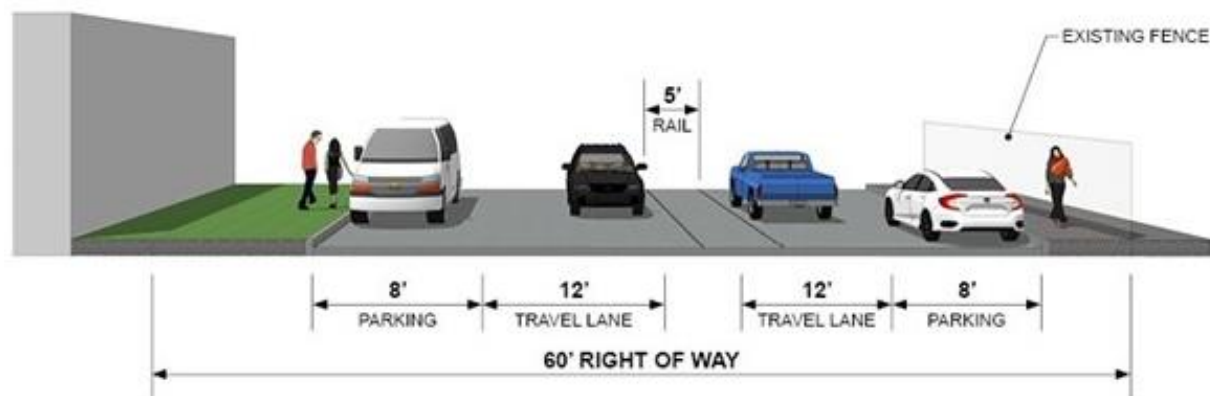 EXISTING FENCE
5'
RAIL
8'
PARKING
12'
TRAVEL LANE
12'
TRAVEL LANE
8'
PARKING
60' RIGHT OF WAY